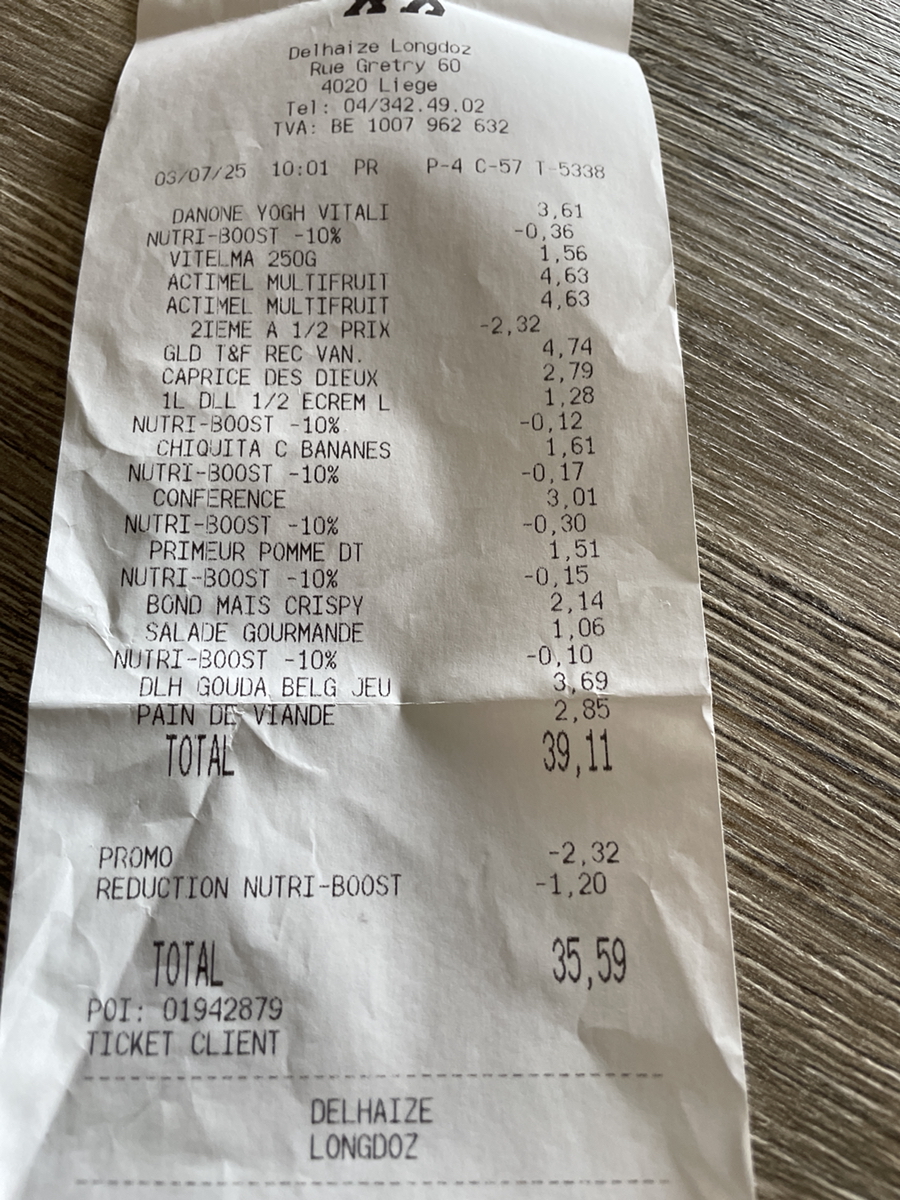 Delhaize Longdoz
Rue Gretry 60
4020 Liege
Tel: 04/342.49.02
TVA: BE 1007 962 632
03/07/25 10:01 PR P-4 C-57 T-5338
DANONE YOGH VITALI 3,61
NUTRI-BOOST -10% -0,36
VITELMA 250G 1,56
ACTIMEL MULTIFRUIT 4,63
ACTIMEL MULTIFRUIT 4,63
2IEME A 1/2 PRIX -2,32
GLD T&F REC VAN. 4,74
CAPRICE DES DIEUX 2,79
1L DLL 1/2 ECREM L 1,28
NUTRI-BOOST -10% -0,12
CHIQUITA C BANANES 1,61
NUTRI-BOOST -10% -0,17
CONFERENCE 3,01
NUTRI-BOOST -10% -0,30
PRIMEUR POMME DT 1,51
NUTRI-BOOST -10% -0,15
BOND MAIS CRISPY 2,14
SALADE GOURMANDE 1,06
NUTRI-BOOST -10% -0,10
DLH GOUDA BELG JEU 3,69
PAIN DE VIANDE 2,85
TOTAL 39,11
PROMO -2,32
REDUCTION NUTRI-BOOST -1,20
TOTAL 35,59
POI: 01942879
TICKET CLIENT
DELHAIZE
LONGDOZ